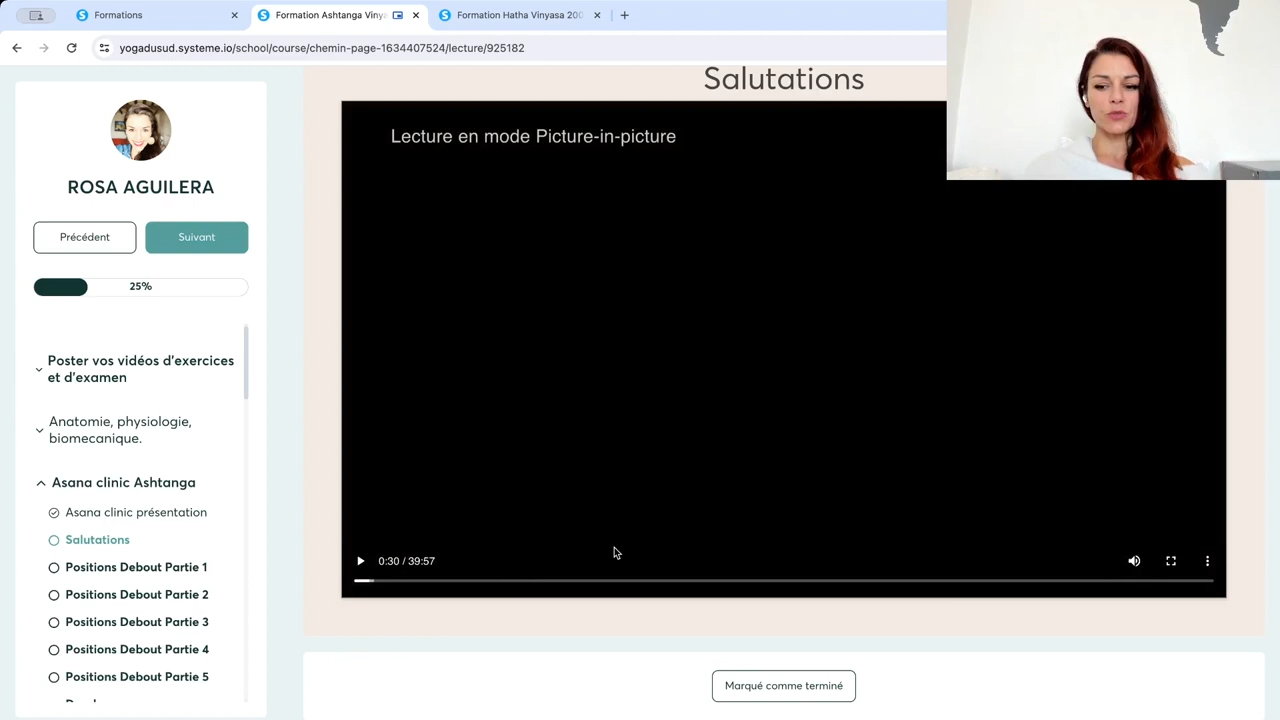 Formations
Formation Ashtanga Vinya
Formation Hatha Vinyasa 200
yogadusud.systeme.io/school/course/chemin-page-1634407524/lecture/925182
ROSA AGUILERA
Précédent
Suivant
25%
Poster vos vidéos d'exercices
et d'examen
Anatomie, physiologie,
biomecanique.
Asana clinic Ashtanga
Asana clinic présentation
Salutations
Positions Debout Partie 1
Positions Debout Partie 2
Positions Debout Partie 3
Positions Debout Partie 4
Positions Debout Partie 5
Salutations
Lecture en mode Picture-in-picture
0:30 / 39:57
Marqué comme terminé